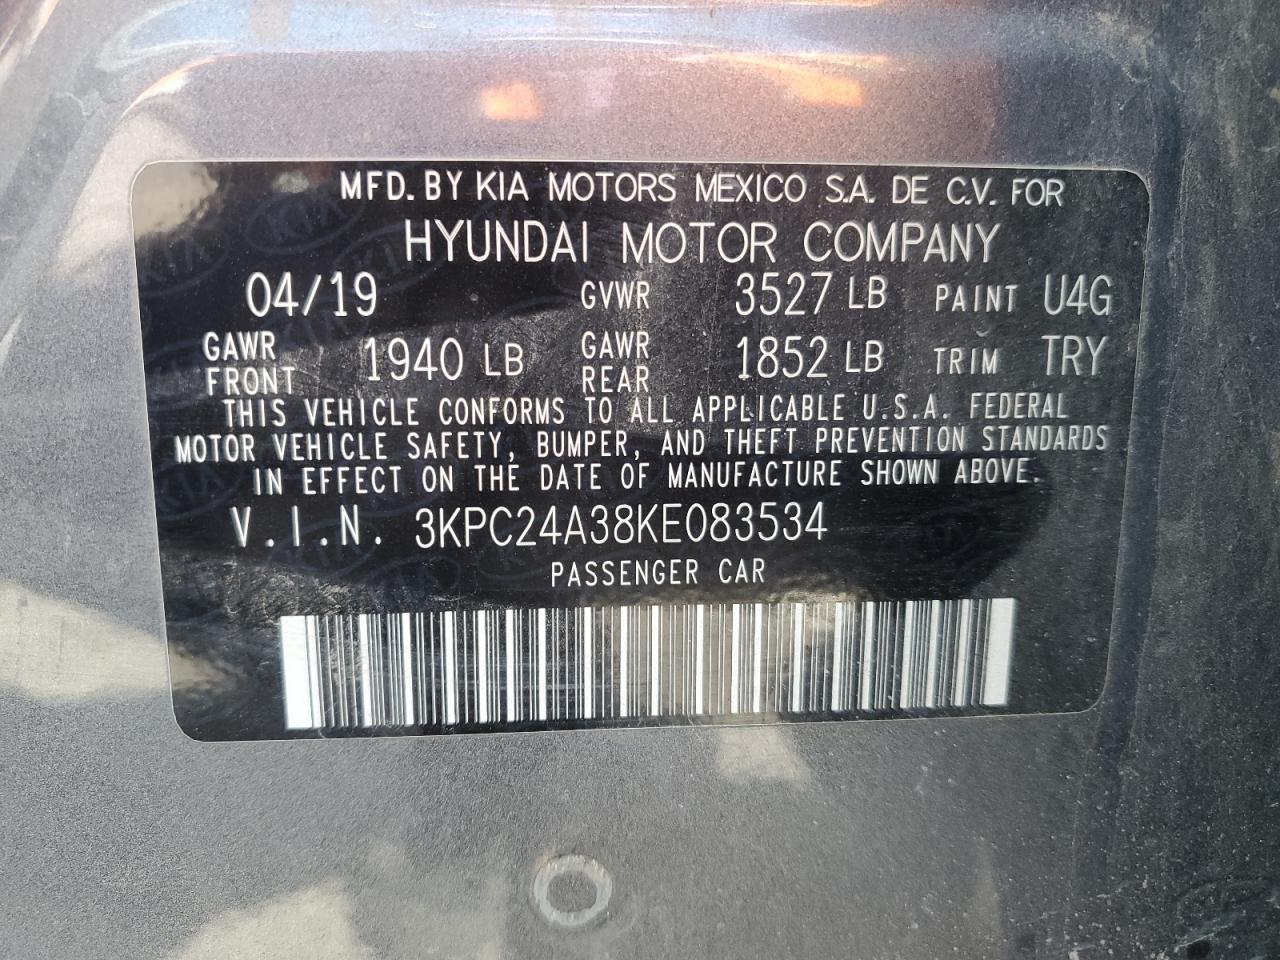 MFD. BY KIA MOTORS MEXICO S.A. DE C.V. FOR
HYUNDAI MOTOR COMPANY
04/19 GVWR 3527 LB PAINT U4G
GAWR FRONT 1940 LB GAWR REAR 1852 LB TRIM TRY
THIS VEHICLE CONFORMS TO ALL APPLICABLE U.S.A. FEDERAL
MOTOR VEHICLE SAFETY, BUMPER, AND THEFT PREVENTION STANDARDS
IN EFFECT ON THE DATE OF MANUFACTURE SHOWN ABOVE.
V.I.N. 3KPC24A38KE083534
PASSENGER CAR